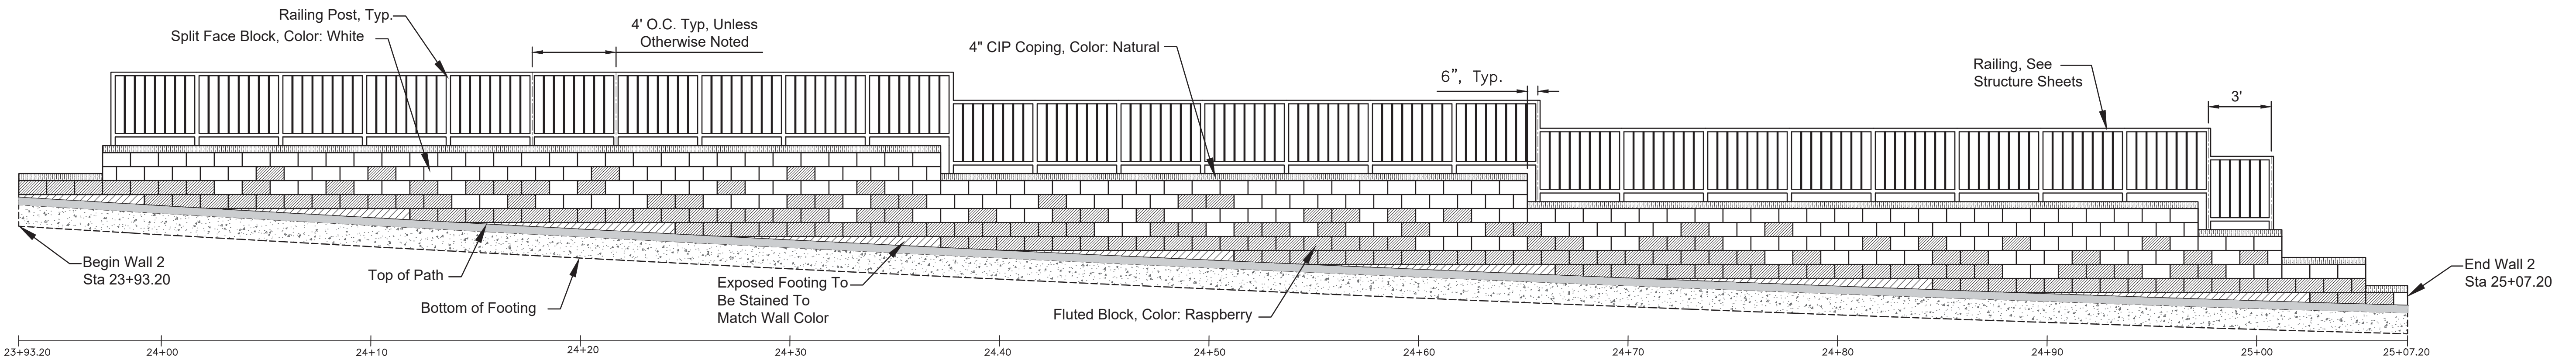 Railing Post, Typ.
Split Face Block, Color: White
4' O.C. Typ, Unless
Otherwise Noted
4" CIP Coping, Color: Natural
6”, Typ.
Railing, See
Structure Sheets
3'
Begin Wall 2
Sta 23+93.20
Top of Path
Bottom of Footing
Exposed Footing To
Be Stained To
Match Wall Color
Fluted Block, Color: Raspberry
End Wall 2
Sta 25+07.20
23+93.20
24+00
24+10
24+20
24+30
24.40
24+50
24+60
24+70
24+80
24+90
25+00
25+07.20